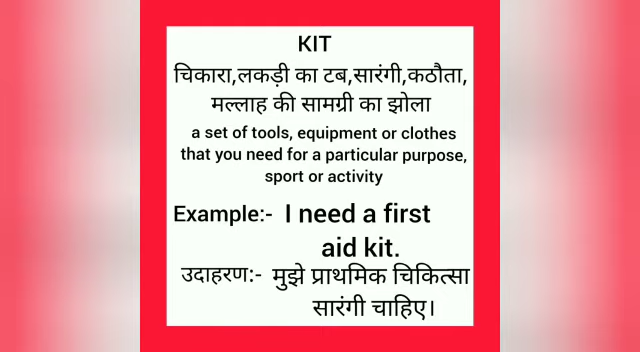 KIT
चिकारा,लकड़ी का टब,सारंगी,कठौता,
मल्लाह की सामग्री का झोला
a set of tools, equipment or clothes
that you need for a particular purpose,
sport or activity
Example:- I need a first
aid kit.
उदाहरण:- मुझे प्राथमिक चिकित्सा
सारंगी चाहिए।